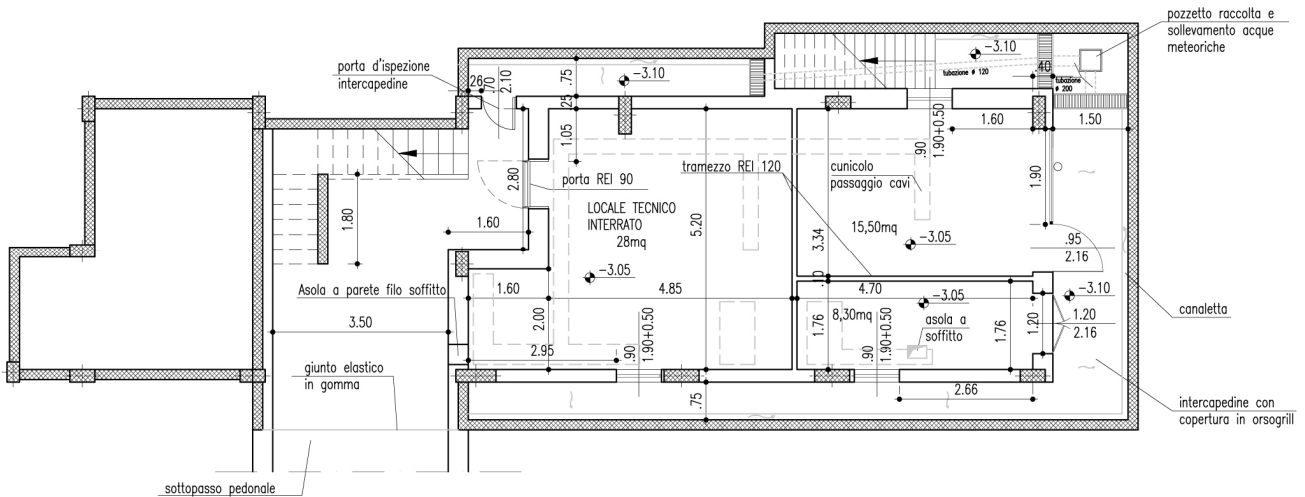 pozzetto raccolta e
sollevamento acque
meteoriche
porta d'ispezione
intercapedine
26
.70
2.10
.75
-3.10
-3.10
tubazione ø 120
.40
tubazione
ø 200
.25
1.05
1.60
1.50
.90
1.90+0.50
tramezzo REI 120
cunicolo
passaggio cavi
2.80
porta REI 90
1.90
LOCALE TECNICO
INTERRATO
28mq
5.20
1.80
1.60
3.34
15,50mq
-3.05
.95
2.16
-3.05
.10
Asola a parete filo soffitto
1.60
4.85
4.70
-3.05
-3.10
canaletta
3.50
2.00
8,30mq
asola a
soffitto
1.76
1.76
1.20
1.20
2.16
2.95
.90
1.90+0.50
.90
1.90+0.50
giunto elastico
in gomma
.75
2.66
intercapedine con
copertura in orsogrill
sottopasso pedonale